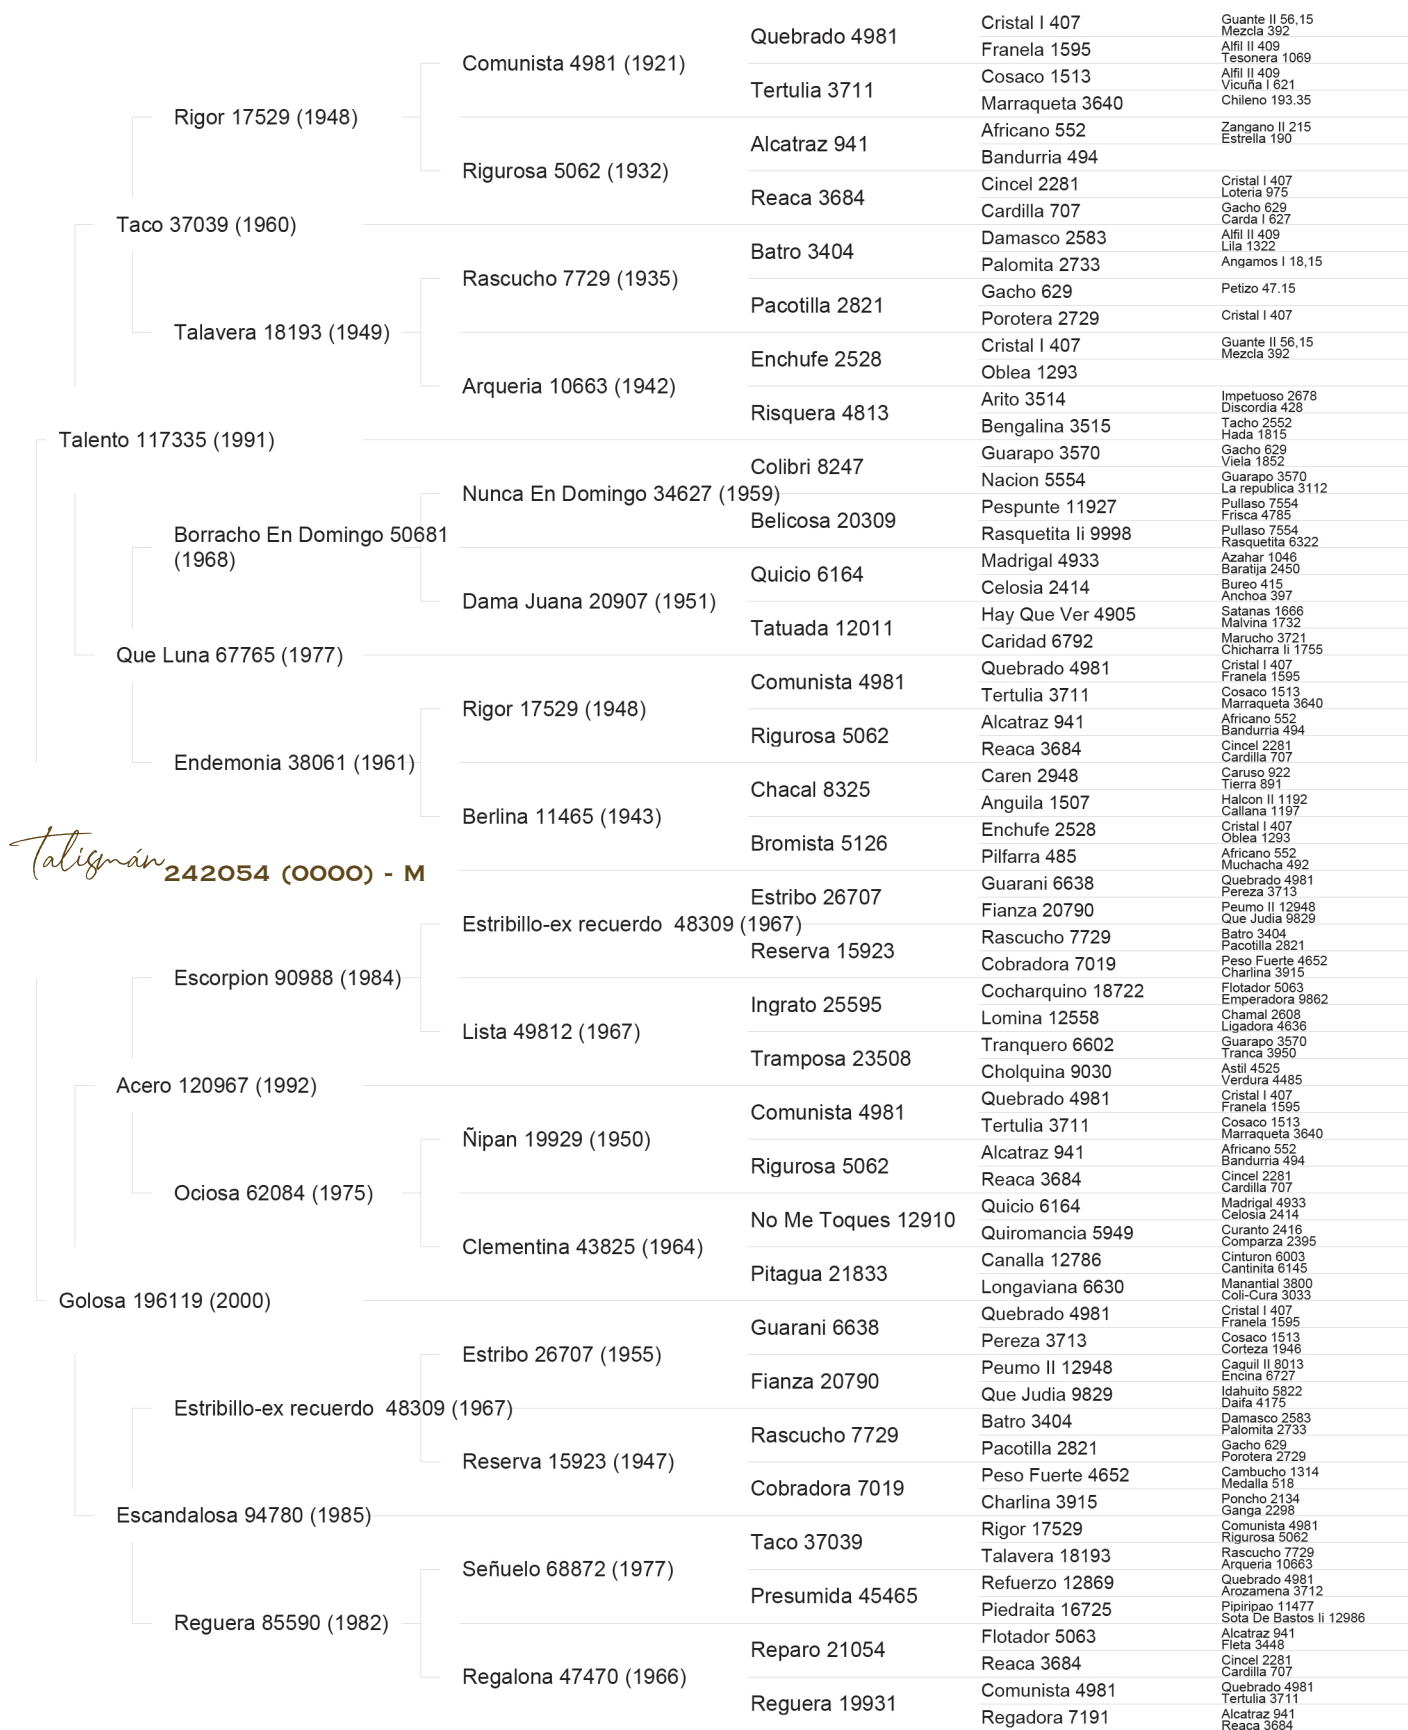 Talismán
242054 (0000) - M
Talento 117335 (1991)
Golosa 196119 (2000)
Taco 37039 (1960)
Que Luna 67765 (1977)
Acero 120967 (1992)
Escandalosa 94780 (1985)
Rigor 17529 (1948)
Talavera 18193 (1949)
Borracho En Domingo 50681
(1968)
Endemonia 38061 (1961)
Escorpion 90988 (1984)
Ociosa 62084 (1975)
Estribillo-ex recuerdo 48309 (1967)
Reguera 85590 (1982)
Comunista 4981 (1921)
Rigurosa 5062 (1932)
Rascucho 7729 (1935)
Arqueria 10663 (1942)
Nunca En Domingo 34627 (1959)
Dama Juana 20907 (1951)
Rigor 17529 (1948)
Berlina 11465 (1943)
Estribillo-ex recuerdo 48309 (1967)
Lista 49812 (1967)
Ñipan 19929 (1950)
Clementina 43825 (1964)
Estribo 26707 (1955)
Reserva 15923 (1947)
Señuelo 68872 (1977)
Regalona 47470 (1966)
Quebrado 4981
Tertulia 3711
Alcatraz 941
Reaca 3684
Batro 3404
Pacotilla 2821
Enchufe 2528
Risquera 4813
Colibri 8247
Belicosa 20309
Quicio 6164
Tatuada 12011
Comunista 4981
Rigurosa 5062
Chacal 8325
Bromista 5126
Estribo 26707
Reserva 15923
Ingrato 25595
Tramposa 23508
Comunista 4981
Rigurosa 5062
No Me Toques 12910
Pitagua 21833
Guarani 6638
Fianza 20790
Rascucho 7729
Cobradora 7019
Taco 37039
Presumida 45465
Reparo 21054
Reguera 19931
Cristal I 407
Franela 1595
Cosaco 1513
Marraqueta 3640
Africano 552
Bandurria 494
Cincel 2281
Cardilla 707
Damasco 2583
Palomita 2733
Gacho 629
Porotera 2729
Cristal I 407
Oblea 1293
Arito 3514
Bengalina 3515
Guarapo 3570
Nacion 5554
Pespunte 11927
Rasquetita Ii 9998
Madrigal 4933
Celosia 2414
Hay Que Ver 4905
Caridad 6792
Quebrado 4981
Tertulia 3711
Alcatraz 941
Reaca 3684
Caren 2948
Anguila 1507
Enchufe 2528
Pilfarra 485
Guarani 6638
Fianza 20790
Rascucho 7729
Cobradora 7019
Cocharquino 18722
Lomina 12558
Tranquero 6602
Cholquina 9030
Quebrado 4981
Tertulia 3711
Alcatraz 941
Reaca 3684
Quicio 6164
Quiromancia 5949
Canalla 12786
Longaviana 6630
Quebrado 4981
Pereza 3713
Peumo II 12948
Que Judia 9829
Batro 3404
Pacotilla 2821
Peso Fuerte 4652
Charlina 3915
Rigor 17529
Talavera 18193
Refuerzo 12869
Piedraita 16725
Flotador 5063
Reaca 3684
Comunista 4981
Regadora 7191
Guante II 56,15
Mezcla 392
Alfil II 409
Tesonera 1069
Alfil II 409
Vicuña I 621
Chileno 193.35
Zangano II 215
Estrella 190
Cristal I 407
Loteria 975
Gacho 629
Carda I 627
Alfil II 409
Lila 1322
Angamos I 18,15
Petizo 47.15
Cristal I 407
Guante II 56,15
Mezcla 392
Impetuoso 2678
Discordia 428
Tacho 2552
Hada 1815
Gacho 629
Viela 1852
Guarapo 3570
La republica 3112
Pullaso 7554
Frisca 4785
Pullaso 7554
Rasquetita 6322
Azahar 1046
Baratija 2450
Bureo 415
Anchoa 397
Satanas 1666
Malvina 1732
Marucho 3721
Chicharra Ii 1755
Cristal I 407
Franela 1595
Cosaco 1513
Marraqueta 3640
Africano 552
Bandurria 494
Cincel 2281
Cardilla 707
Caruso 922
Tierra 891
Halcon II 1192
Callana 1197
Cristal I 407
Oblea 1293
Africano 552
Muchacha 492
Quebrado 4981
Pereza 3713
Peumo II 12948
Que Judia 9829
Batro 3404
Pacotilla 2821
Peso Fuerte 4652
Charlina 3915
Flotador 5063
Emperadora 9862
Chamal 2608
Ligadora 4636
Guarapo 3570
Tranca 3950
Astil 4525
Verdura 4485
Cristal I 407
Franela 1595
Cosaco 1513
Marraqueta 3640
Africano 552
Bandurria 494
Cincel 2281
Cardilla 707
Madrigal 4933
Celosia 2414
Curanto 2416
Comparza 2395
Cinturon 6003
Cantinita 6145
Manantial 3800
Coli-Cura 3033
Cristal I 407
Franela 1595
Cosaco 1513
Corteza 1946
Caguil II 8013
Encina 6727
Idahuito 5822
Daifa 4175
Damasco 2583
Palomita 2733
Gacho 629
Porotera 2729
Cambucho 1314
Medalla 518
Poncho 2134
Ganga 2298
Comunista 4981
Rigurosa 5062
Rascucho 7729
Arqueria 10663
Quebrado 4981
Arozamena 3712
Pipiripao 11477
Sota De Bastos Ii 12986
Alcatraz 941
Fleta 3448
Cincel 2281
Cardilla 707
Quebrado 4981
Tertulia 3711
Alcatraz 941
Reaca 3684